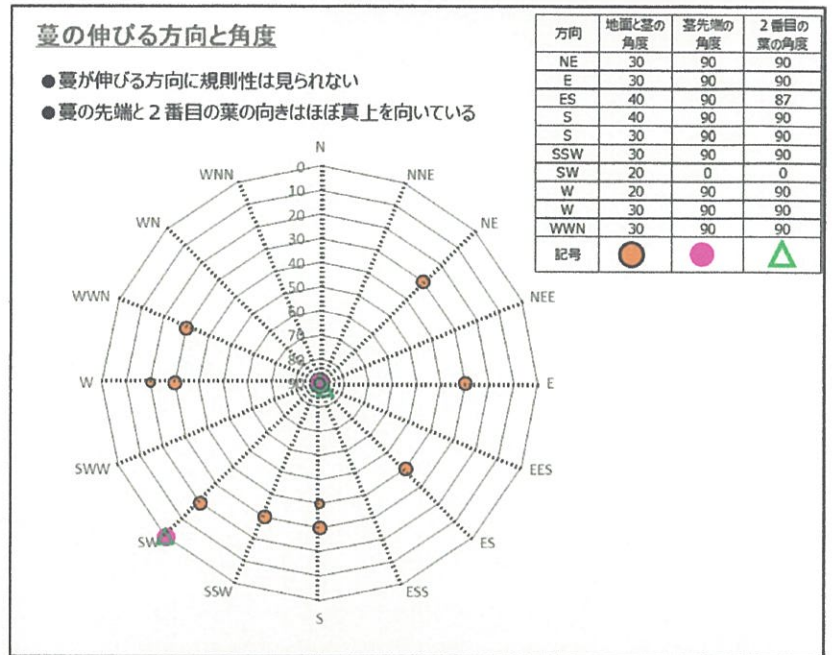 蔓の伸びる方向と角度
●蔓が伸びる方向に規則性は見られない
●蔓の先端と２番目の葉の向きはほぼ真上を向いている
方向 地面と茎の角度 茎先端の角度 ２番目の葉の角度
NE 30 90 90
E 30 90 90
ES 40 90 87
S 40 90 90
S 30 90 90
SSW 30 90 90
SW 20 0 0
W 20 90 90
W 30 90 90
WWN 30 90 90
記号
N
NNE
NE
NEE
E
EES
ES
ESS
S
SSW
SW
SWW
W
WWN
WN
WNN
0
10
20
30
40
50
60
70
80
90